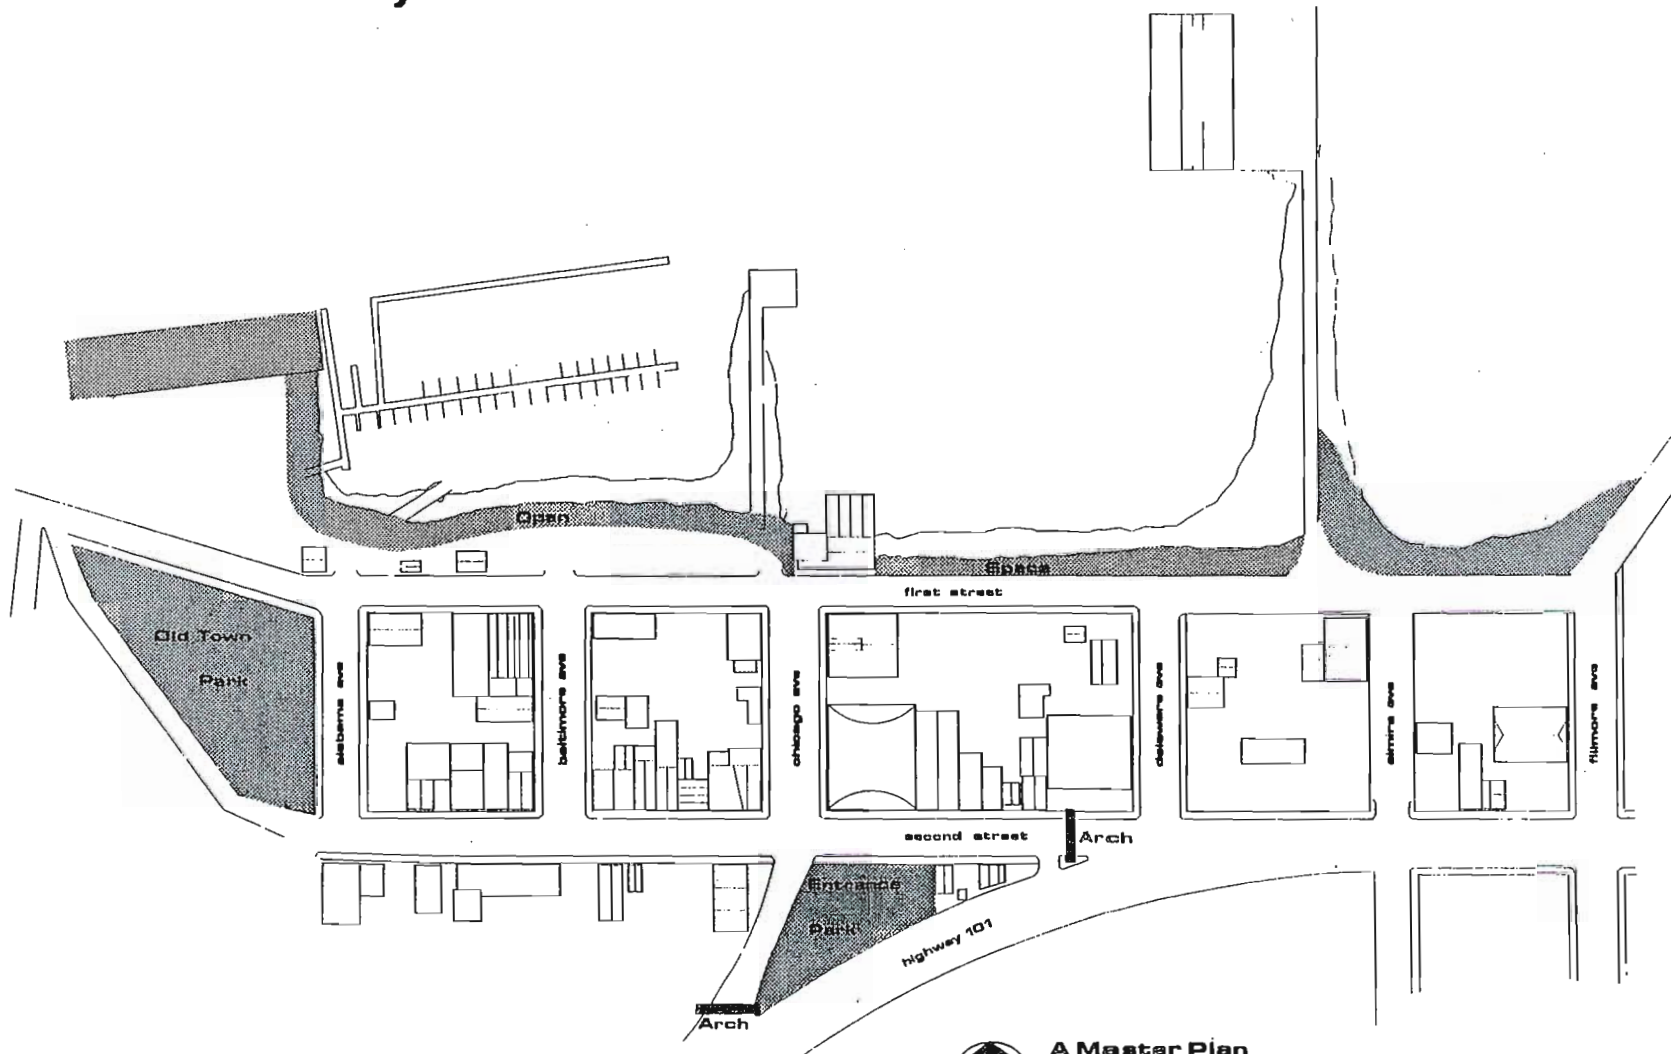 Open
Space
first street
Old Town
Park
alabama ave
baltimore ave
chicago ave
delaware ave
elmira ave
fillmore ave
second street
Arch
Entrance
Park
highway 101
Arch
A Master Plan